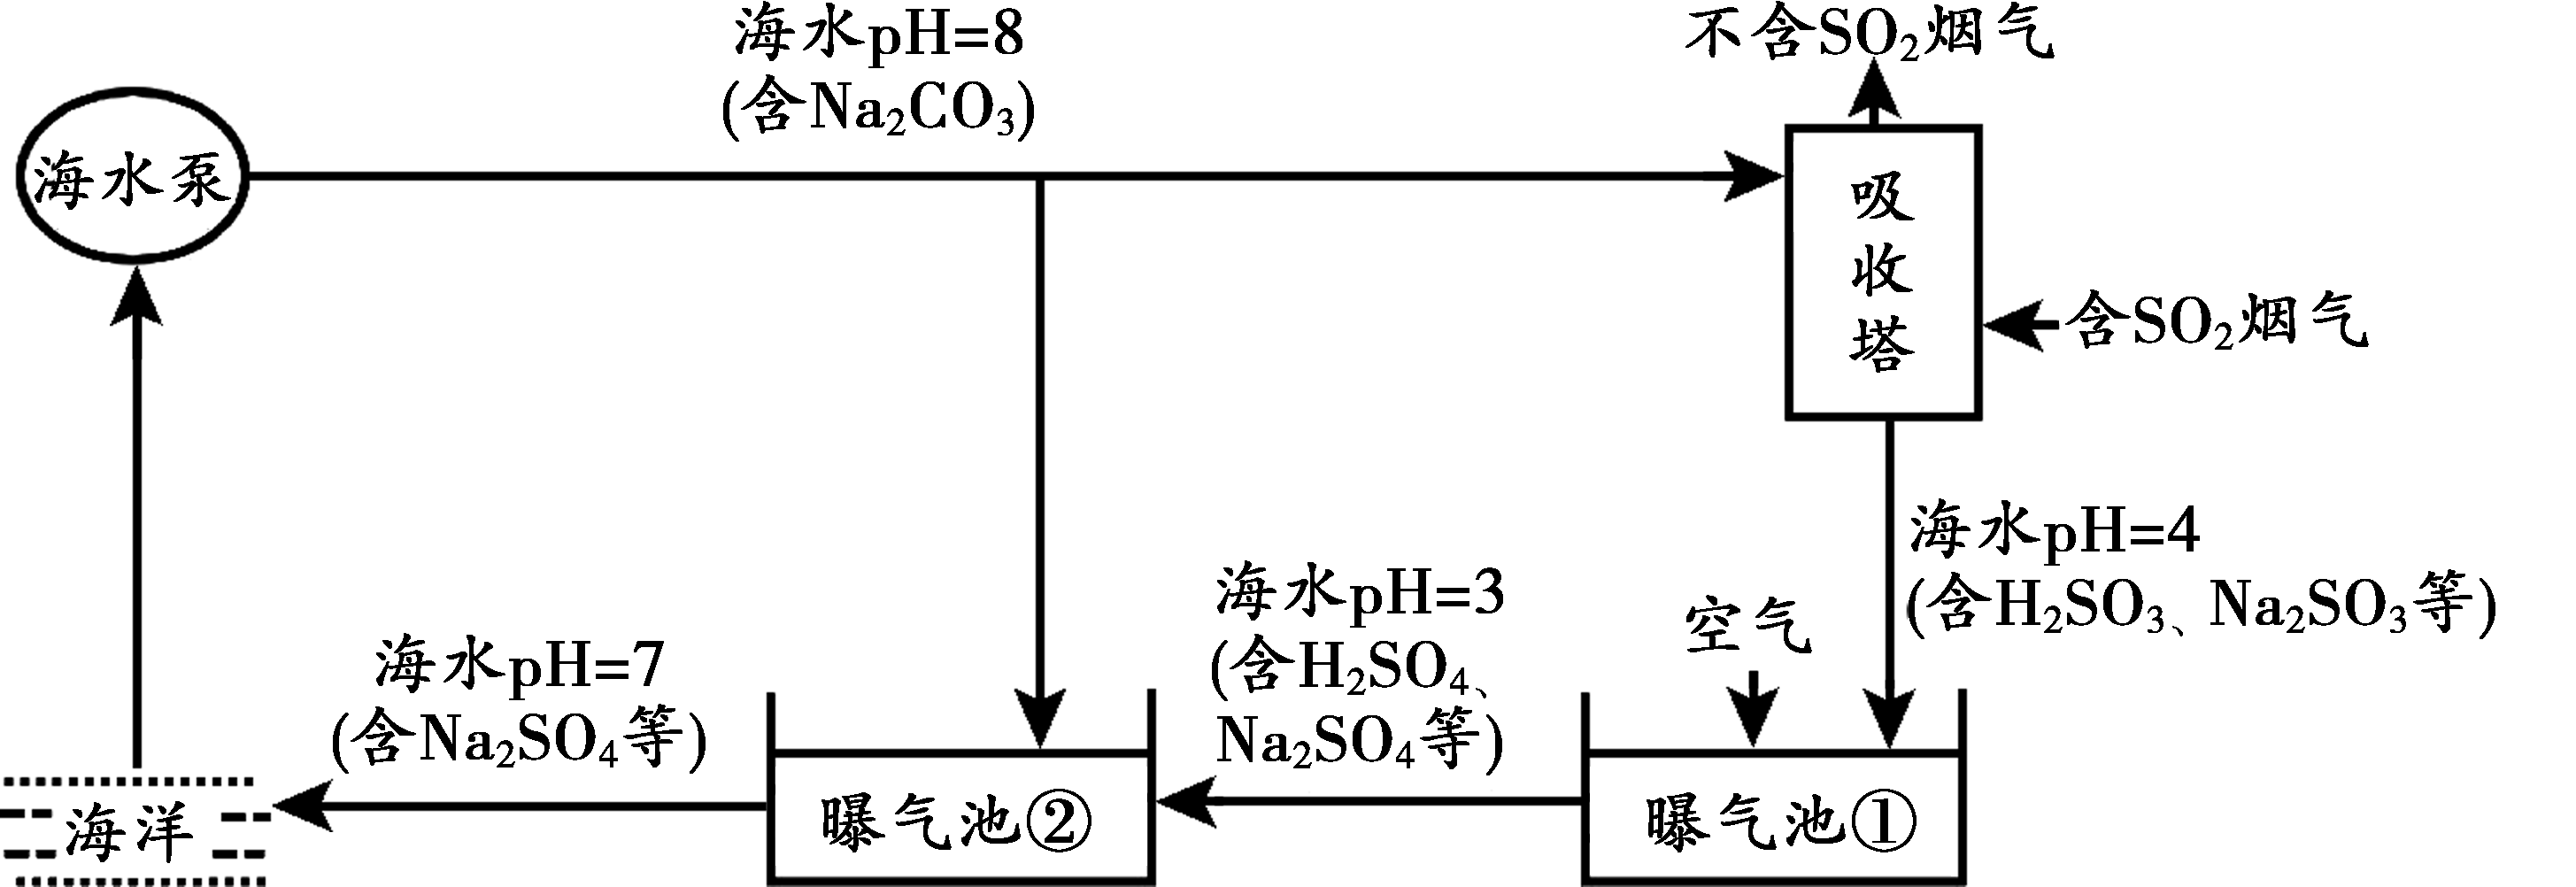 海水pH=8
(含Na₂CO₃)
不含SO₂烟气
海水泵
吸
收
塔
含SO₂烟气
海水pH=4
(含H₂SO₃、Na₂SO₃等)
空气
海水pH=3
(含H₂SO₄、
Na₂SO₄等)
海水pH=7
(含Na₂SO₄等)
曝气池①
曝气池②
海洋